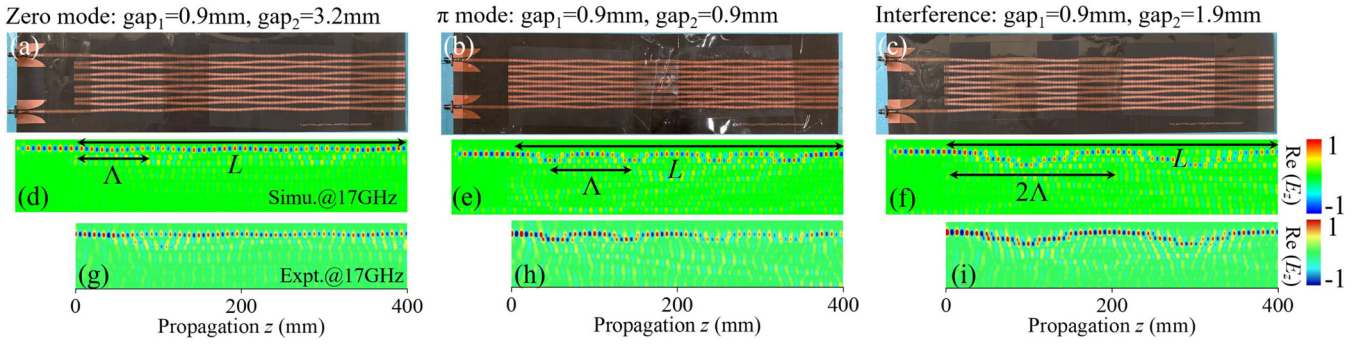 Zero mode: gap₁=0.9mm, gap₂=3.2mm
π mode: gap₁=0.9mm, gap₂=0.9mm
Interference: gap₁=0.9mm, gap₂=1.9mm
(a)
(b)
(c)
Λ
L
(d)
Simu.@17GHz
Λ
L
(e)
2Λ
L
(f)
1
Re (E_z)
-1
(g)
Expt.@17GHz
(h)
(i)
1
Re (E_z)
-1
0 200 400
0 200 400
0 200 400
Propagation z (mm)
Propagation z (mm)
Propagation z (mm)